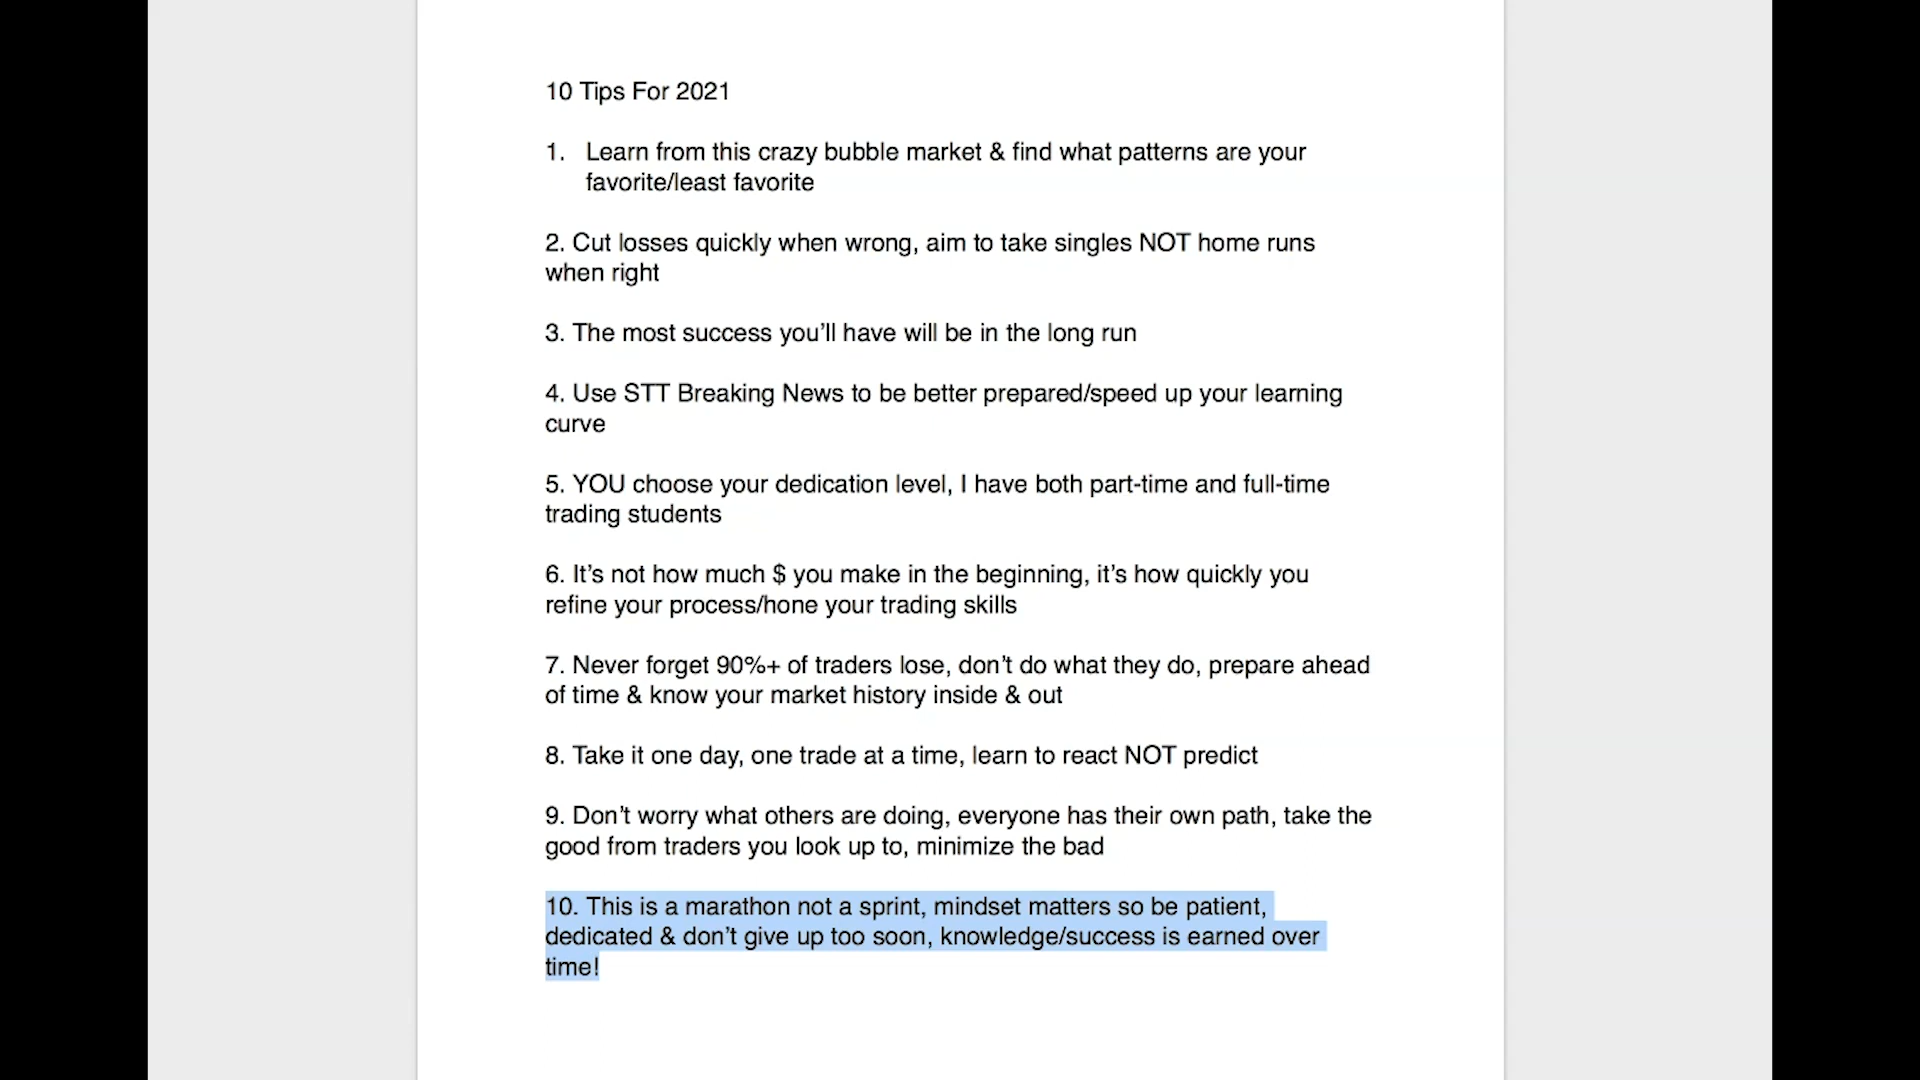 10 Tips For 2021
1. Learn from this crazy bubble market & find what patterns are your
favorite/least favorite
2. Cut losses quickly when wrong, aim to take singles NOT home runs
when right
3. The most success you’ll have will be in the long run
4. Use STT Breaking News to be better prepared/speed up your learning
curve
5. YOU choose your dedication level, I have both part-time and full-time
trading students
6. It’s not how much $ you make in the beginning, it’s how quickly you
refine your process/hone your trading skills
7. Never forget 90%+ of traders lose, don’t do what they do, prepare ahead
of time & know your market history inside & out
8. Take it one day, one trade at a time, learn to react NOT predict
9. Don’t worry what others are doing, everyone has their own path, take the
good from traders you look up to, minimize the bad
10. This is a marathon not a sprint, mindset matters so be patient,
dedicated & don’t give up too soon, knowledge/success is earned over
time!